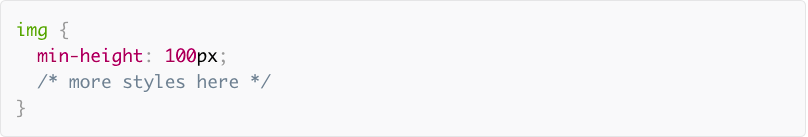 img {
  min-height: 100px;
  /* more styles here */
}